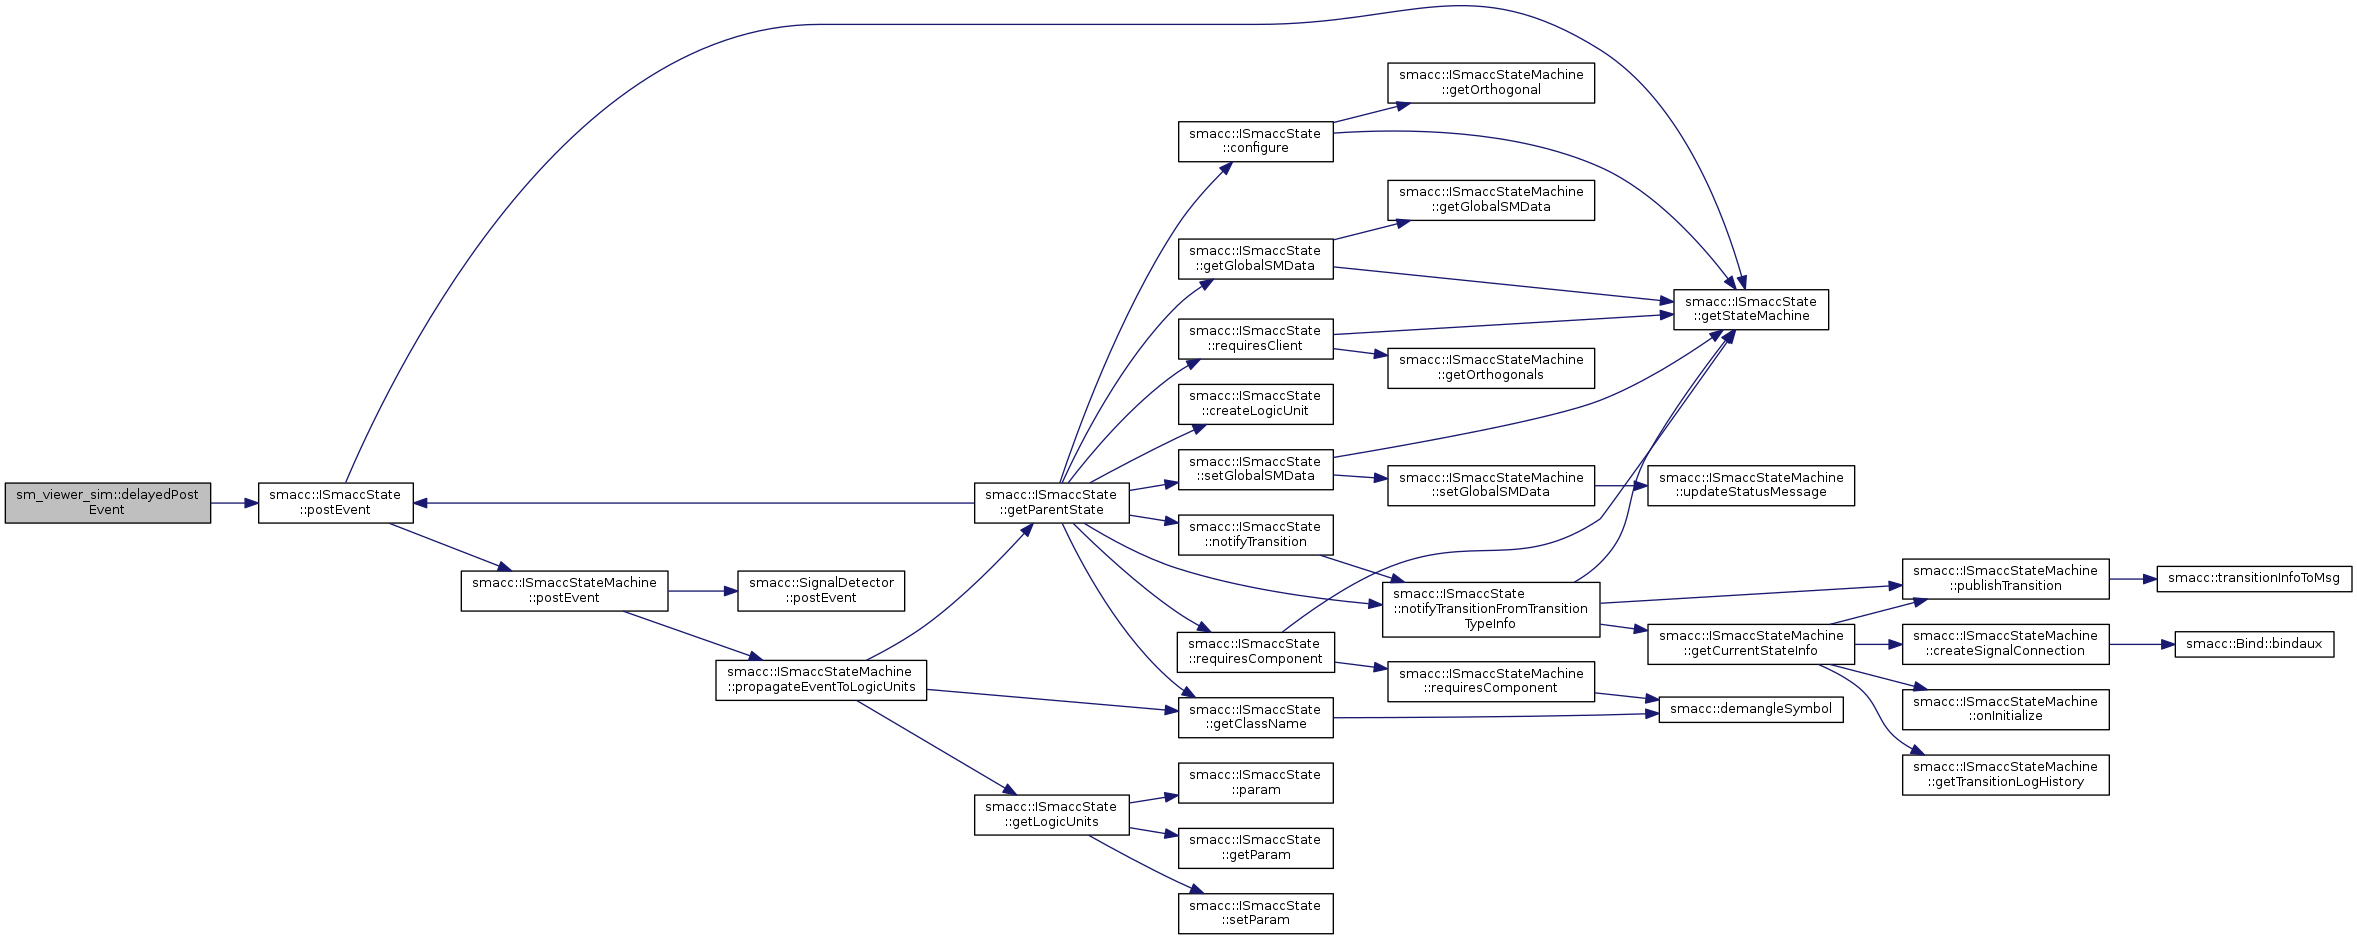 sm_viewer_sim::delayedPost
Event
smacc::ISmaccState
::postEvent
smacc::ISmaccStateMachine
::postEvent
smacc::SignalDetector
::postEvent
smacc::ISmaccStateMachine
::propagateEventToLogicUnits
smacc::ISmaccState
::getParentState
smacc::ISmaccState
::getLogicUnits
smacc::ISmaccState
::configure
smacc::ISmaccState
::getGlobalSMData
smacc::ISmaccState
::requiresClient
smacc::ISmaccState
::createLogicUnit
smacc::ISmaccState
::setGlobalSMData
smacc::ISmaccState
::notifyTransition
smacc::ISmaccState
::requiresComponent
smacc::ISmaccState
::getClassName
smacc::ISmaccState
::param
smacc::ISmaccState
::getParam
smacc::ISmaccState
::setParam
smacc::ISmaccStateMachine
::getOrthogonal
smacc::ISmaccStateMachine
::getGlobalSMData
smacc::ISmaccStateMachine
::getOrthogonals
smacc::ISmaccStateMachine
::setGlobalSMData
smacc::ISmaccState
::notifyTransitionFromTransition
TypeInfo
smacc::ISmaccStateMachine
::requiresComponent
smacc::ISmaccState
::getStateMachine
smacc::ISmaccStateMachine
::updateStatusMessage
smacc::ISmaccStateMachine
::getCurrentStateInfo
smacc::demangleSymbol
smacc::ISmaccStateMachine
::publishTransition
smacc::ISmaccStateMachine
::createSignalConnection
smacc::ISmaccStateMachine
::onInitialize
smacc::ISmaccStateMachine
::getTransitionLogHistory
smacc::transitionInfoToMsg
smacc::Bind::bindaux